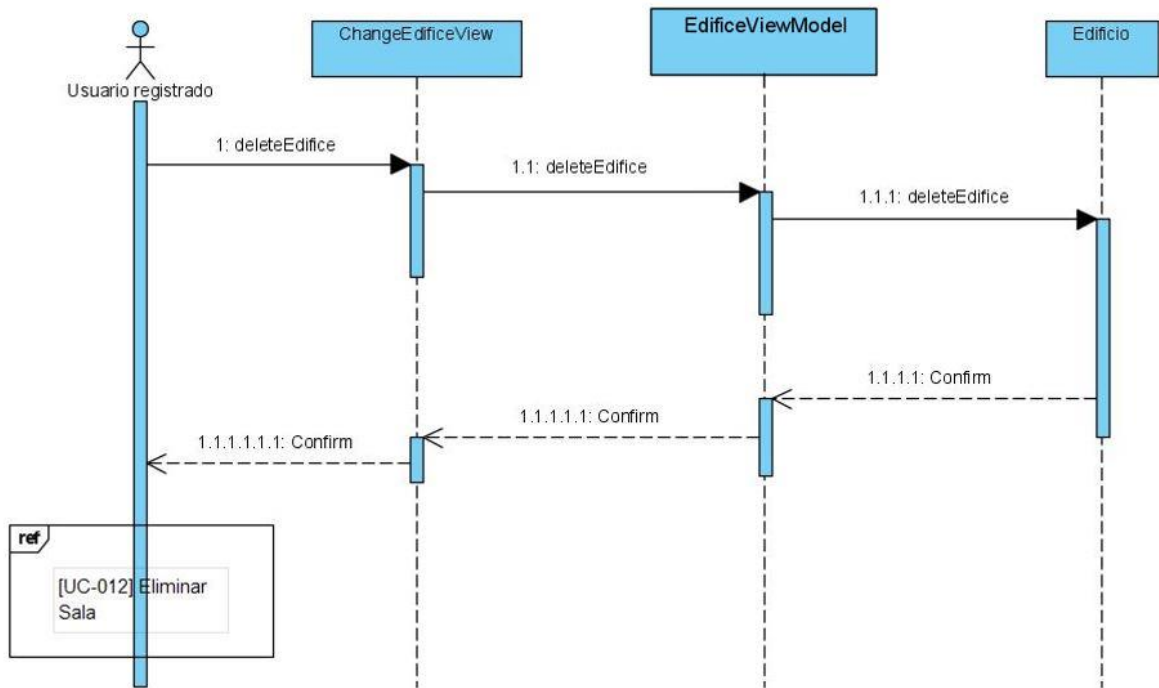 Usuario registrado
ChangeEdificeView
EdificeViewModel
Edificio
1: deleteEdifice
1.1: deleteEdifice
1.1.1: deleteEdifice
1.1.1.1: Confirm
1.1.1.1.1: Confirm
1.1.1.1.1.1: Confirm
ref
[UC-012] Eliminar
Sala